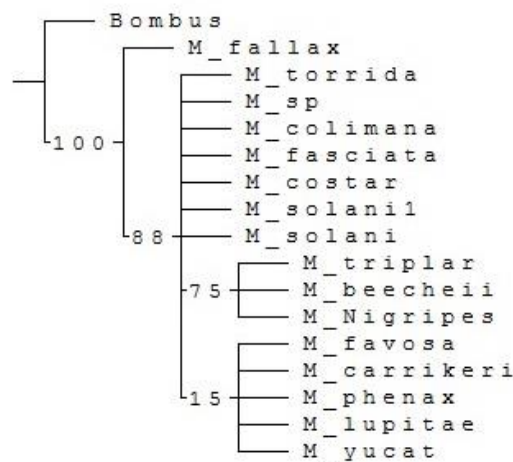 Bombus
M_fallax
M_torrida
M_sp
M_colimana
M_fasciata
M_costar
M_solani1
100
88
M_solani
M_triplar
75
M_beecheii
M_Nigripes
M_favosa
M_carrikeri
15
M_phenax
M_lupitae
M_yucat